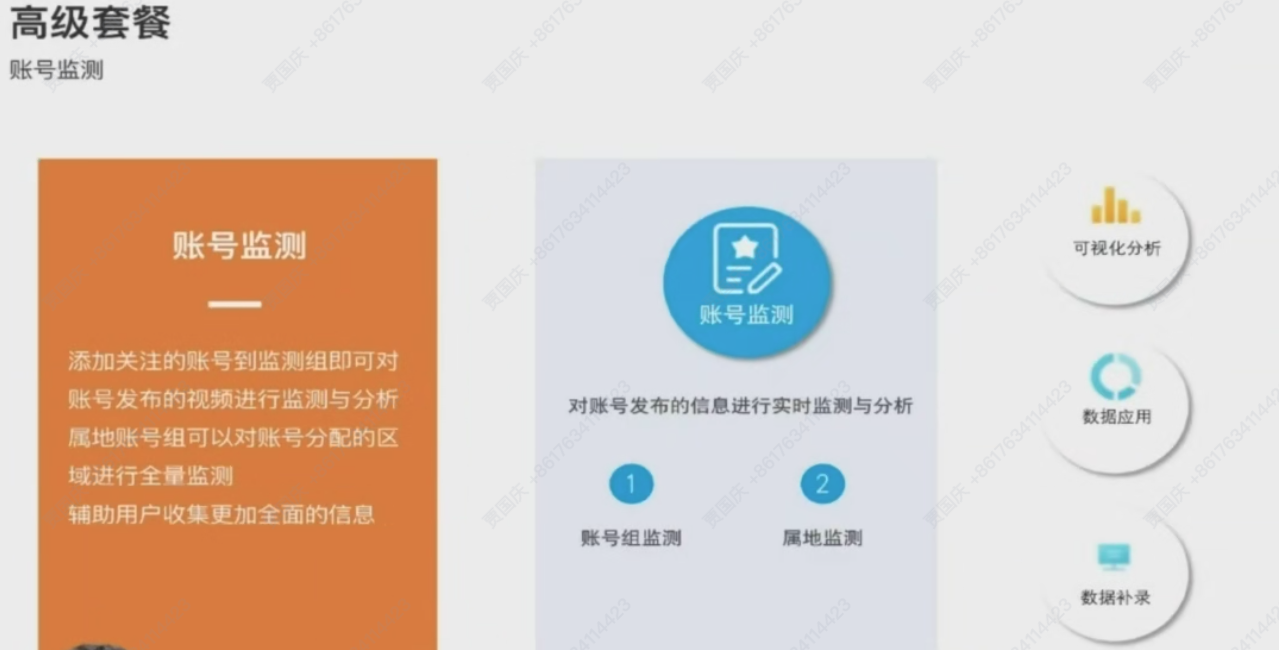 高级套餐
账号监测
账号监测
添加关注的账号到监测组即可对
账号发布的视频进行监测与分析
属地账号组可以对账号分配的区
域进行全量监测
辅助用户收集更加全面的信息
账号监测
对账号发布的信息进行实时监测与分析
1
账号组监测
2
属地监测
可视化分析
数据应用
数据补录
贾国庆 +8617634114423